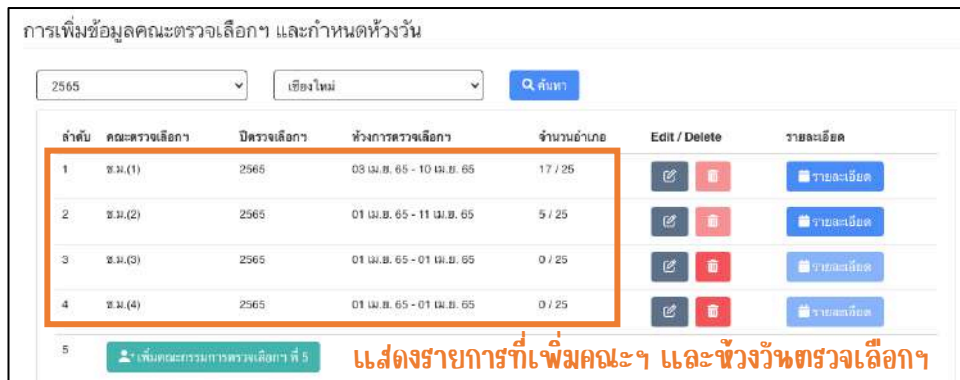 การเพิ่มข้อมูลคณะตรวจเลือกฯ และกำหนดห้วงวัน
2565 เชียงใหม่ ค้นหา
ลำดับ คณะตรวจเลือกฯ ปีตรวจเลือกฯ ห้วงการตรวจเลือกฯ จำนวนอำเภอ Edit / Delete รายละเอียด
1 ช.ม.(1) 2565 03 เม.ย. 65 - 10 เม.ย. 65 17 / 25 รายละเอียด
2 ช.ม.(2) 2565 01 เม.ย. 65 - 11 เม.ย. 65 5 / 25 รายละเอียด
3 ช.ม.(3) 2565 01 เม.ย. 65 - 01 เม.ย. 65 0 / 25 รายละเอียด
4 ช.ม.(4) 2565 01 เม.ย. 65 - 01 เม.ย. 65 0 / 25 รายละเอียด
5 เพิ่มคณะกรรมการตรวจเลือกฯ ที่ 5
แสดงรายการที่เพิ่มคณะฯ และห้วงวันตรวจเลือกฯ